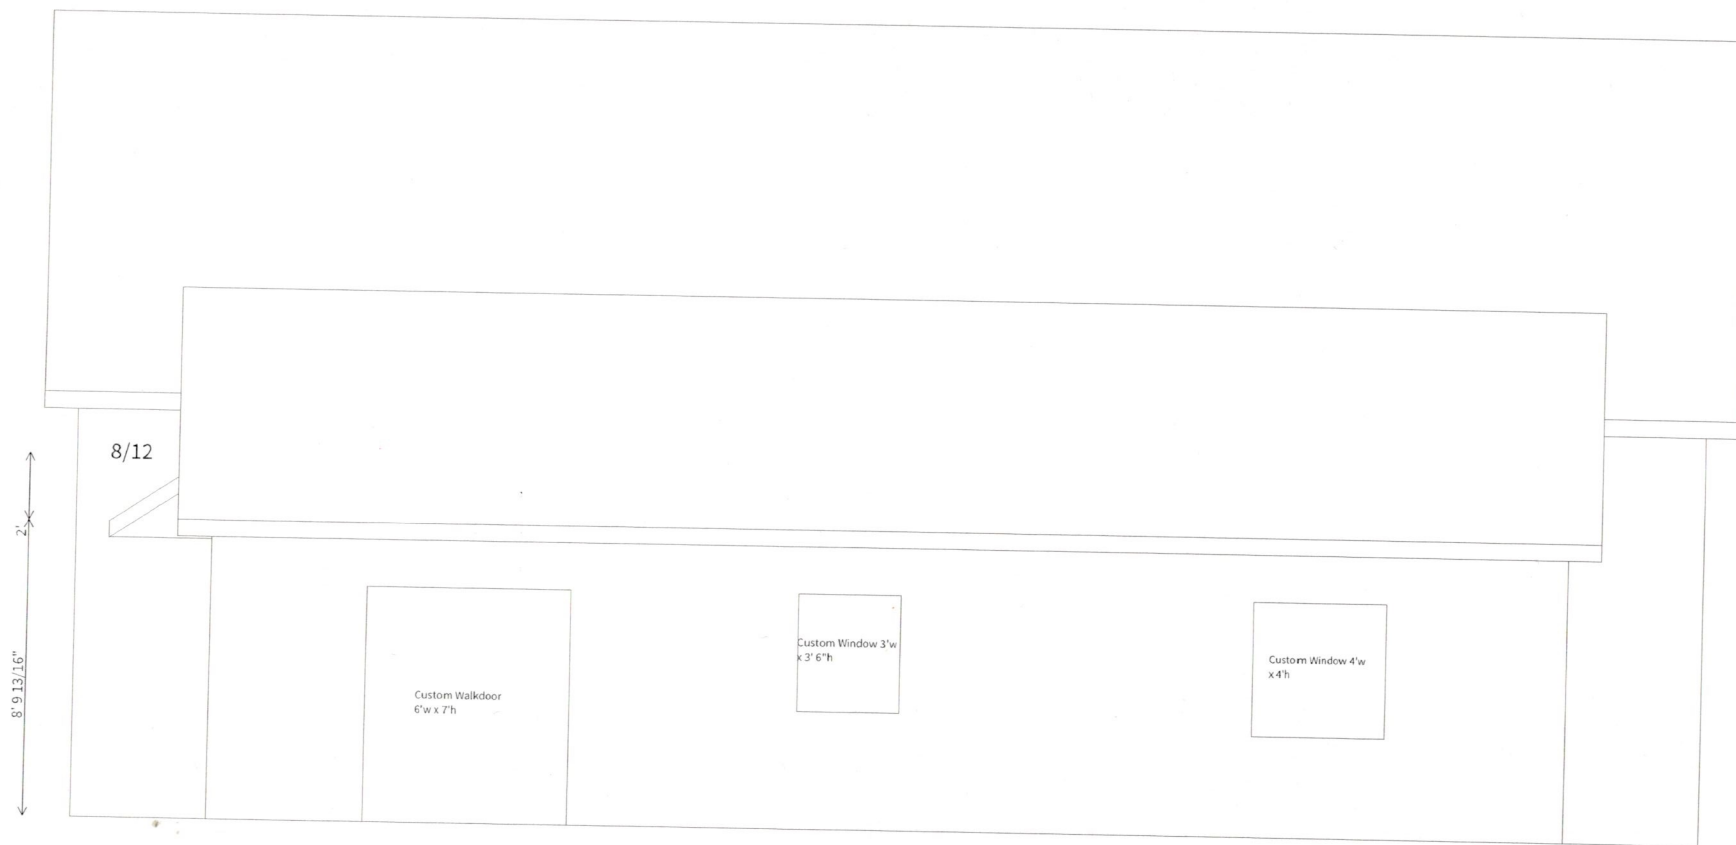 8/12
2'
8' 9 13/16"
Custom Walkdoor
6'w x 7'h
Custom Window 3'w
x 3' 6"h
Custom Window 4'w
x 4'h